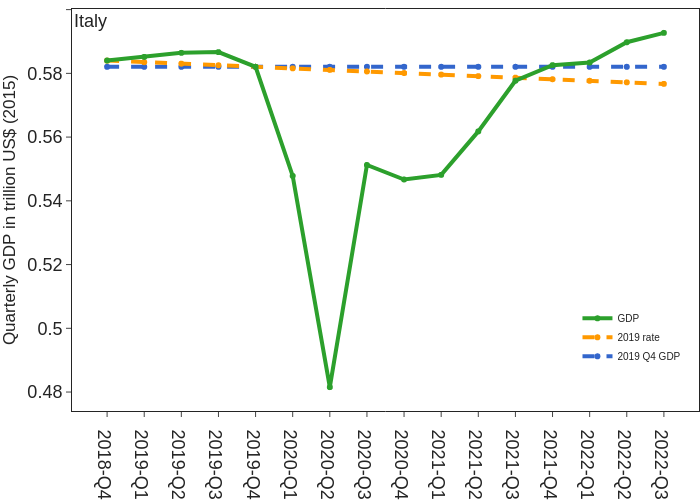 Italy
Quarterly GDP in trillion US$ (2015)
0.58
0.56
0.54
0.52
0.5
0.48
GDP
2019 rate
2019 Q4 GDP
2018-Q4
2019-Q1
2019-Q2
2019-Q3
2019-Q4
2020-Q1
2020-Q2
2020-Q3
2020-Q4
2021-Q1
2021-Q2
2021-Q3
2021-Q4
2022-Q1
2022-Q2
2022-Q3